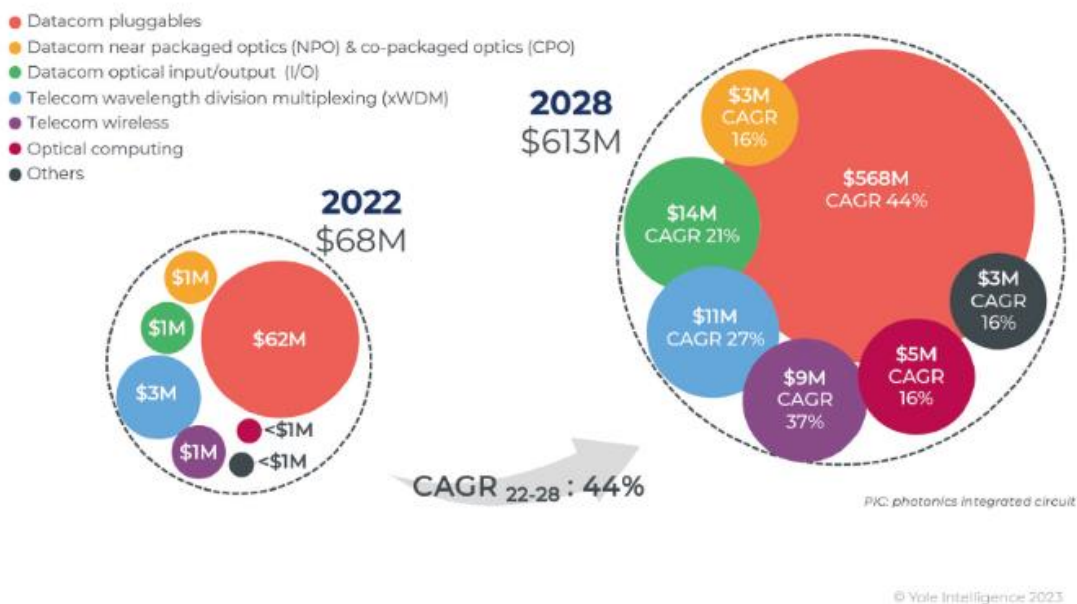 Datacom pluggables
Datacom near packaged optics (NPO) & co-packaged optics (CPO)
Datacom optical input/output (I/O)
Telecom wavelength division multiplexing (xWDM)
Telecom wireless
Optical computing
Others
2022
$68M
$1M
$1M
$62M
$3M
$1M
<$1M
<$1M
CAGR 22-28 : 44%
2028
$613M
$3M
CAGR
16%
$568M
CAGR 44%
$14M
CAGR 21%
$11M
CAGR 27%
$9M
CAGR
37%
$5M
CAGR
16%
$3M
CAGR
16%
PIC: photonics integrated circuit
© Yole Intelligence 2023